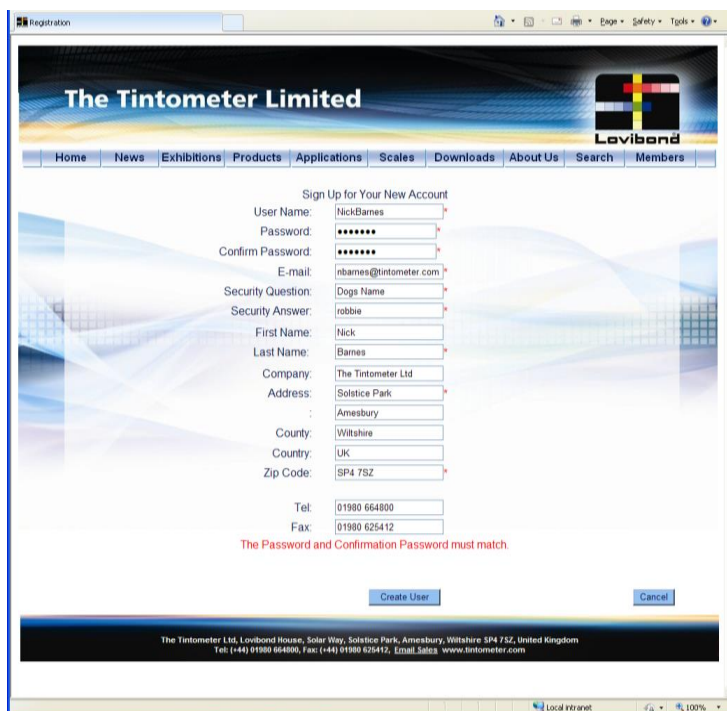 Registration
Page Safety Tools
The Tintometer Limited
Lovibond
Home News Exhibitions Products Applications Scales Downloads About Us Search Members
Sign Up for Your New Account
User Name: NickBarnes *
Password: ••••••• *
Confirm Password: ••••••• *
E-mail: nbarnes@tintometer.com *
Security Question: Dogs Name *
Security Answer: robbie *
First Name: Nick
Last Name: Barnes *
Company: The Tintometer Ltd
Address: Solstice Park *
: Amesbury
County: Wiltshire
Country: UK
Zip Code: SP4 7SZ *
Tel: 01980 664800
Fax: 01980 625412
The Password and Confirmation Password must match.
Create User Cancel
The Tintometer Ltd, Lovibond House, Solar Way, Solstice Park, Amesbury, Wiltshire SP4 7SZ, United Kingdom
Tel: (+44) 01980 664800, Fax: (+44) 01980 625412, Email Sales www.tintometer.com
Local intranet 100%